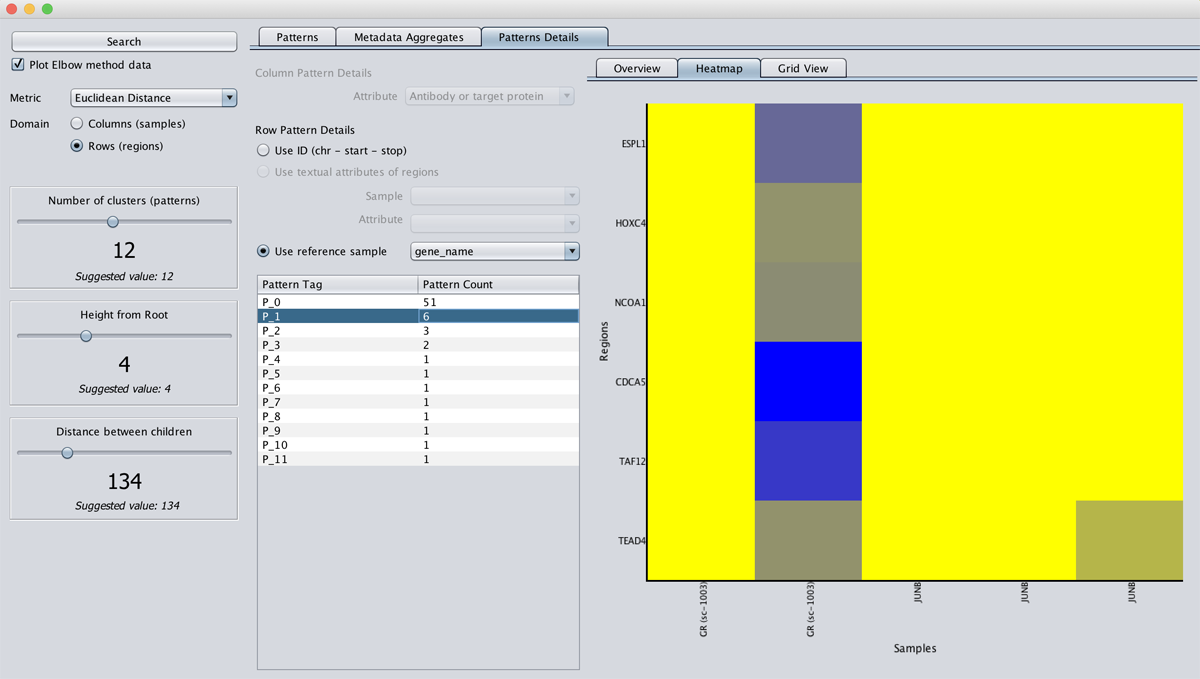 Search
Plot Elbow method data
Metric
Euclidean Distance
Domain
Columns (samples)
Rows (regions)
Number of clusters (patterns)
12
Suggested value: 12
Height from Root
4
Suggested value: 4
Distance between children
134
Suggested value: 134
Patterns
Metadata Aggregates
Patterns Details
Column Pattern Details
Attribute
Antibody or target protein
Row Pattern Details
Use ID (chr - start - stop)
Use textual attributes of regions
Sample
Attribute
Use reference sample
gene_name
Pattern Tag Pattern Count
P_0 51
P_1 6
P_2 3
P_3 2
P_4 1
P_5 1
P_6 1
P_7 1
P_8 1
P_9 1
P_10 1
P_11 1
Overview
Heatmap
Grid View
Regions
ESPL1
HOXC4
NCOA1
CDCA5
TAF12
TEAD4
GR (sc-1003)
GR (sc-1003)
JUNB
JUNB
JUNB
Samples